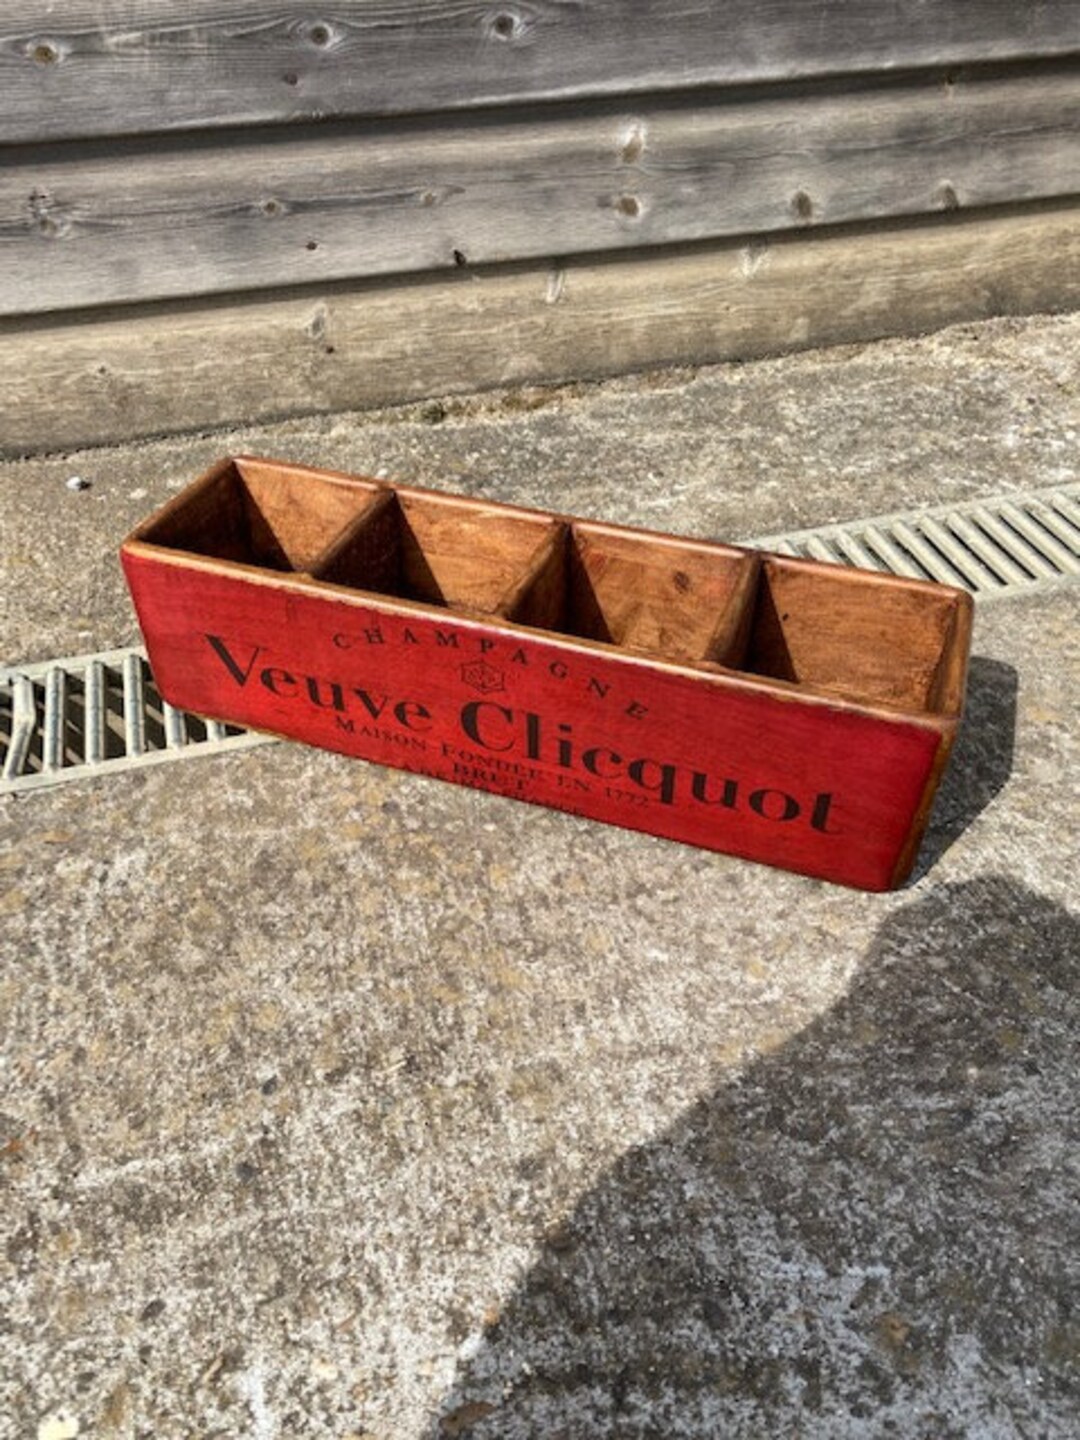 CHAMPAGNE
Veuve Clicquot
MAISON FONDÉE EN 1772
BRUT